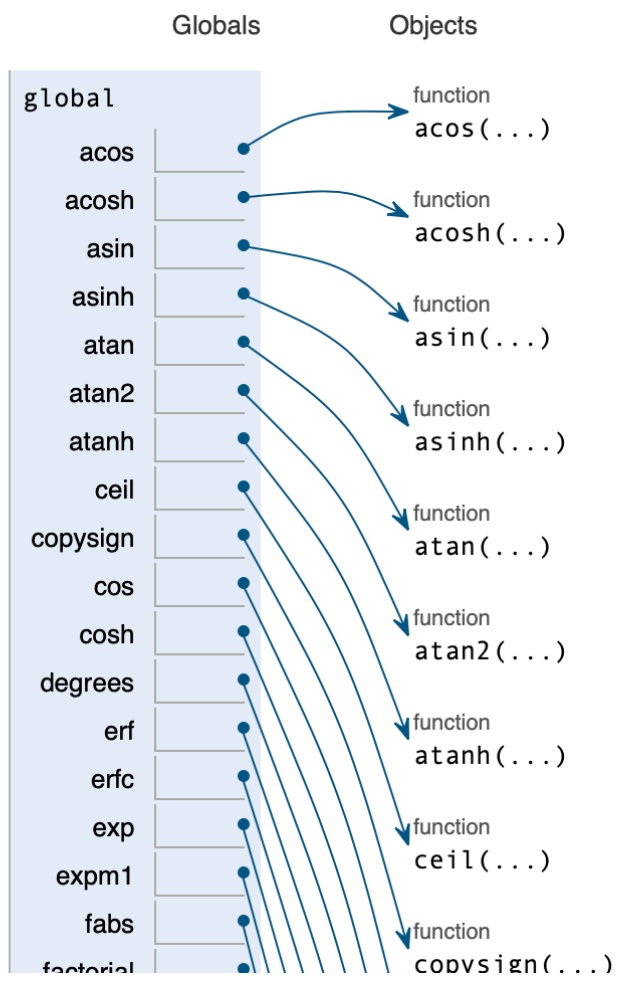 Globals Objects
global
acos
acosh
asin
asinh
atan
atan2
atanh
ceil
copysign
cos
cosh
degrees
erf
erfc
exp
expm1
fabs
factorial
function
acos(...)
function
acosh(...)
function
asin(...)
function
asinh(...)
function
atan(...)
function
atan2(...)
function
atanh(...)
function
ceil(...)
function
copysign(...)